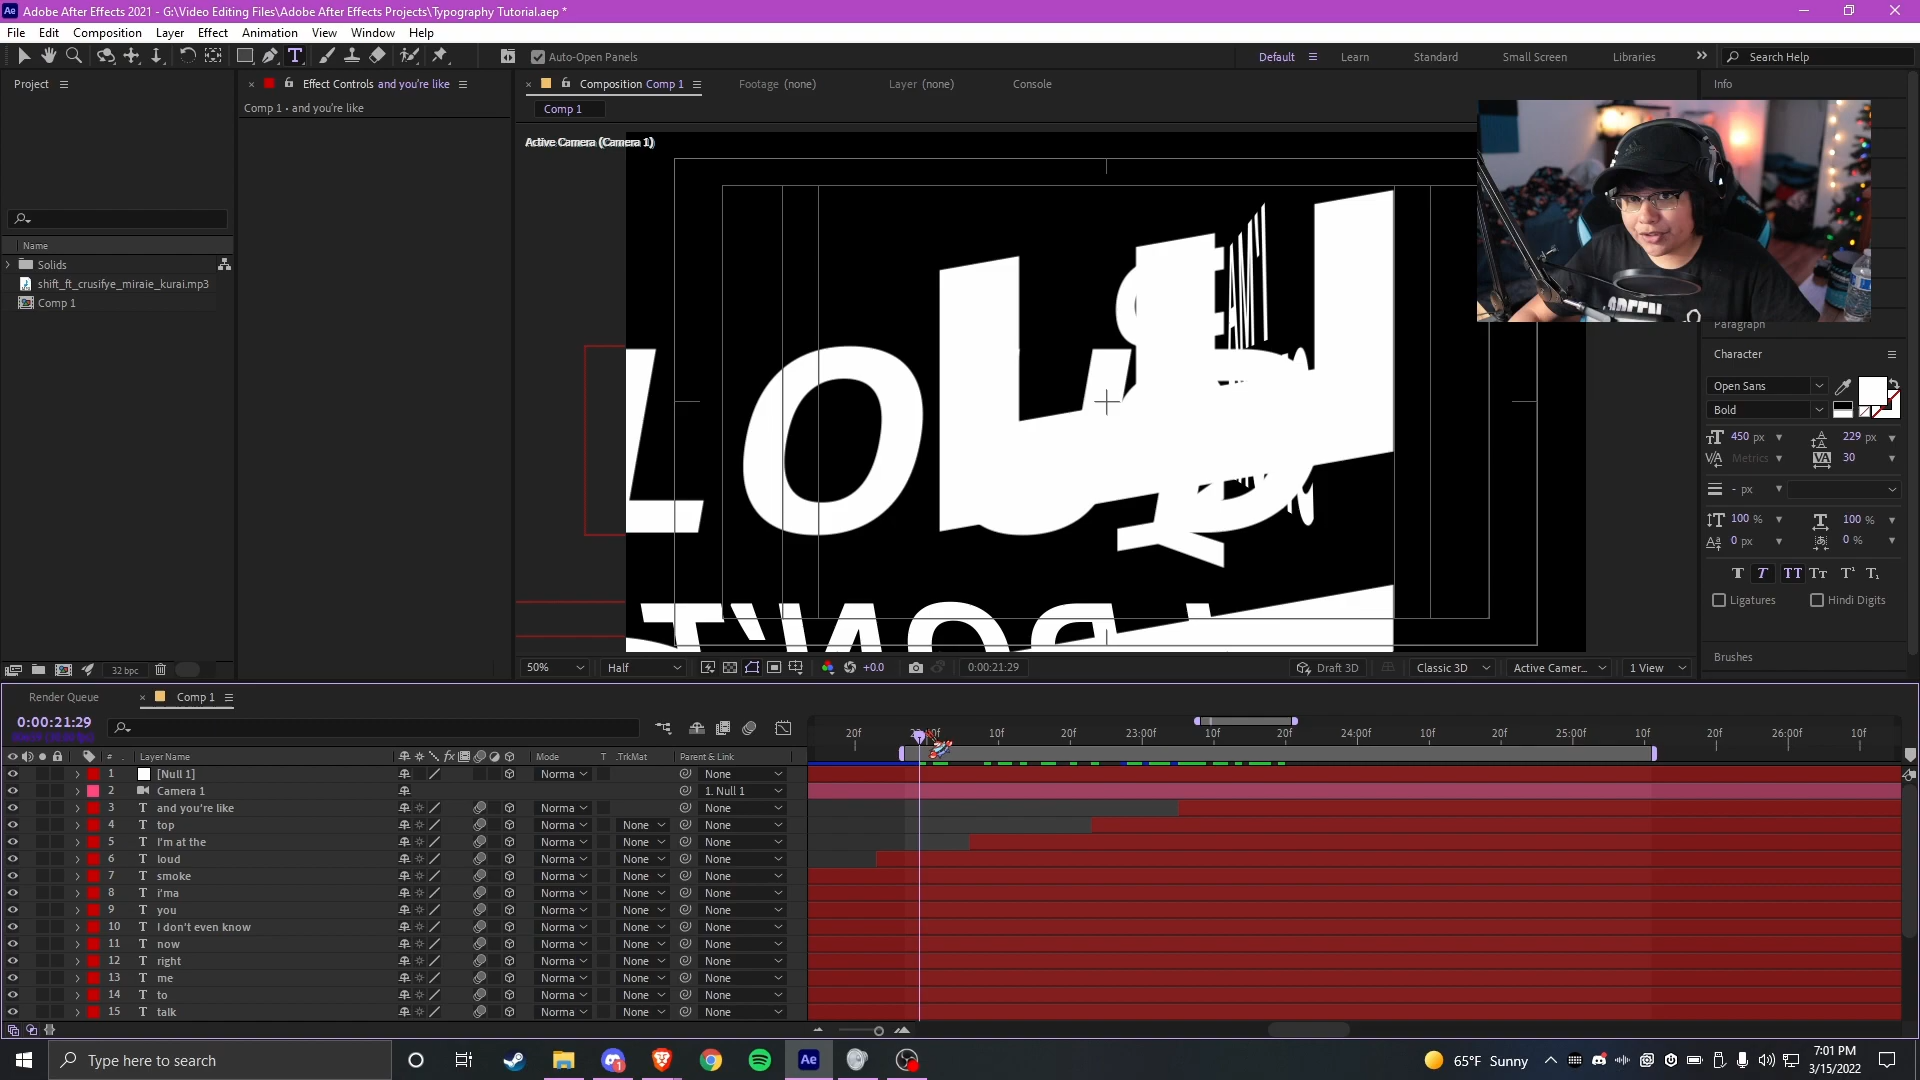 Adobe After Effects 2021 - G:\Video Editing Files\Adobe After Effects Projects\Typography Tutorial.aep *
File Edit Composition Layer Effect Animation View Window Help
Auto-Open Panels
Default Learn Standard Small Screen Libraries Search Help
Project
Effect Controls and you're like
Composition Comp 1
Footage (none)
Layer (none)
Console
Info
Comp 1 • and you're like
Comp 1
Active Camera (Camera 1)
Name
Solids
shift_ft_crusifye_miraie_kurai.mp3
Comp 1
LOUD
Paragraph
Character
Open Sans
Bold
450 px 229 px
Metrics 30
- px
100 % 100 %
0 px 0 %
Ligatures Hindi Digits
Brushes
32 bpc
50% Half +0.0 0:00:21:29 Draft 3D Classic 3D Active Camer... 1 View
Render Queue Comp 1
0:00:21:29
20f 10f 20f 23:00f 10f 20f 24:00f 10f 20f 25:00f 10f 20f 26:00f 10f
# Layer Name Mode T .TrkMat Parent & Link
1 [Null 1] Norma None
2 Camera 1 1. Null 1
3 and you're like Norma None
4 top Norma None None
5 I'm at the Norma None None
6 loud Norma None None
7 smoke Norma None None
8 i'ma Norma None None
9 you Norma None None
10 I don't even know Norma None None
11 now Norma None None
12 right Norma None None
13 me Norma None None
14 to Norma None None
15 talk Norma None None
Type here to search
65°F Sunny
7:01 PM
3/15/2022